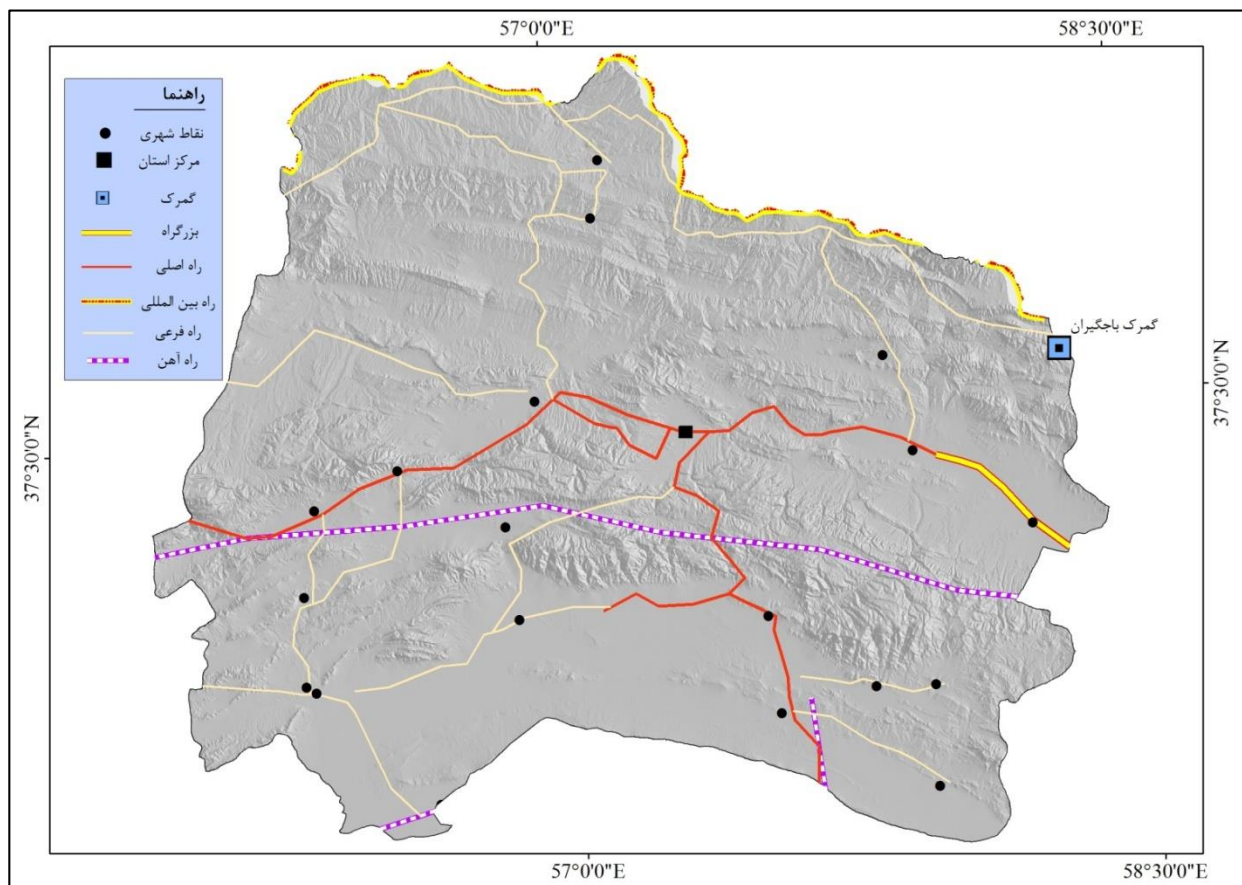 57°0'0"E
58°30'0"E
راهنما
نقاط شهری
مرکز استان
گمرک
بزرگراه
راه اصلی
راه بین المللی
راه فرعی
راه آهن
گمرک باجگیران
37°30'0"N
37°30'0"N
57°0'0"E
58°30'0"E